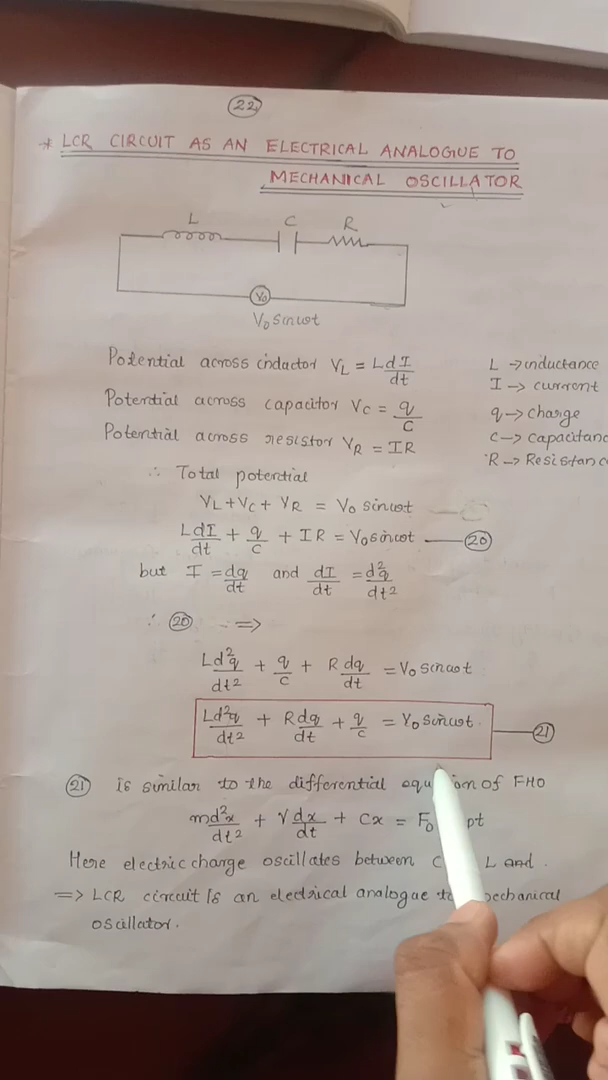 22
* LCR CIRCUIT AS AN ELECTRICAL ANALOGUE TO
MECHANICAL OSCILLATOR
L C R
V₀
V₀ sinωt
Potential across inductor V_L = L dI/dt
L → inductance
I → current
Potential across capacitor V_C = q/C
q → charge
Potential across resistor V_R = IR
C → capacitanc
R → Resistanc
∴ Total potential
V_L + V_C + V_R = V₀ sinωt
L dI/dt + q/C + IR = V₀ sinωt — 20
but I = dq/dt and dI/dt = d²q/dt²
∴ 20 ⇒
L d²q/dt² + q/C + R dq/dt = V₀ sinωt
L d²q/dt² + R dq/dt + q/C = V₀ sinωt — 21
21 is similar to the differential equ on of FHO
m d²x/dt² + γ dx/dt + Cx = F₀ pt
Here electric charge oscillates between C L and
⇒ LCR circuit is an electrical analogue to mechanical
oscillator.